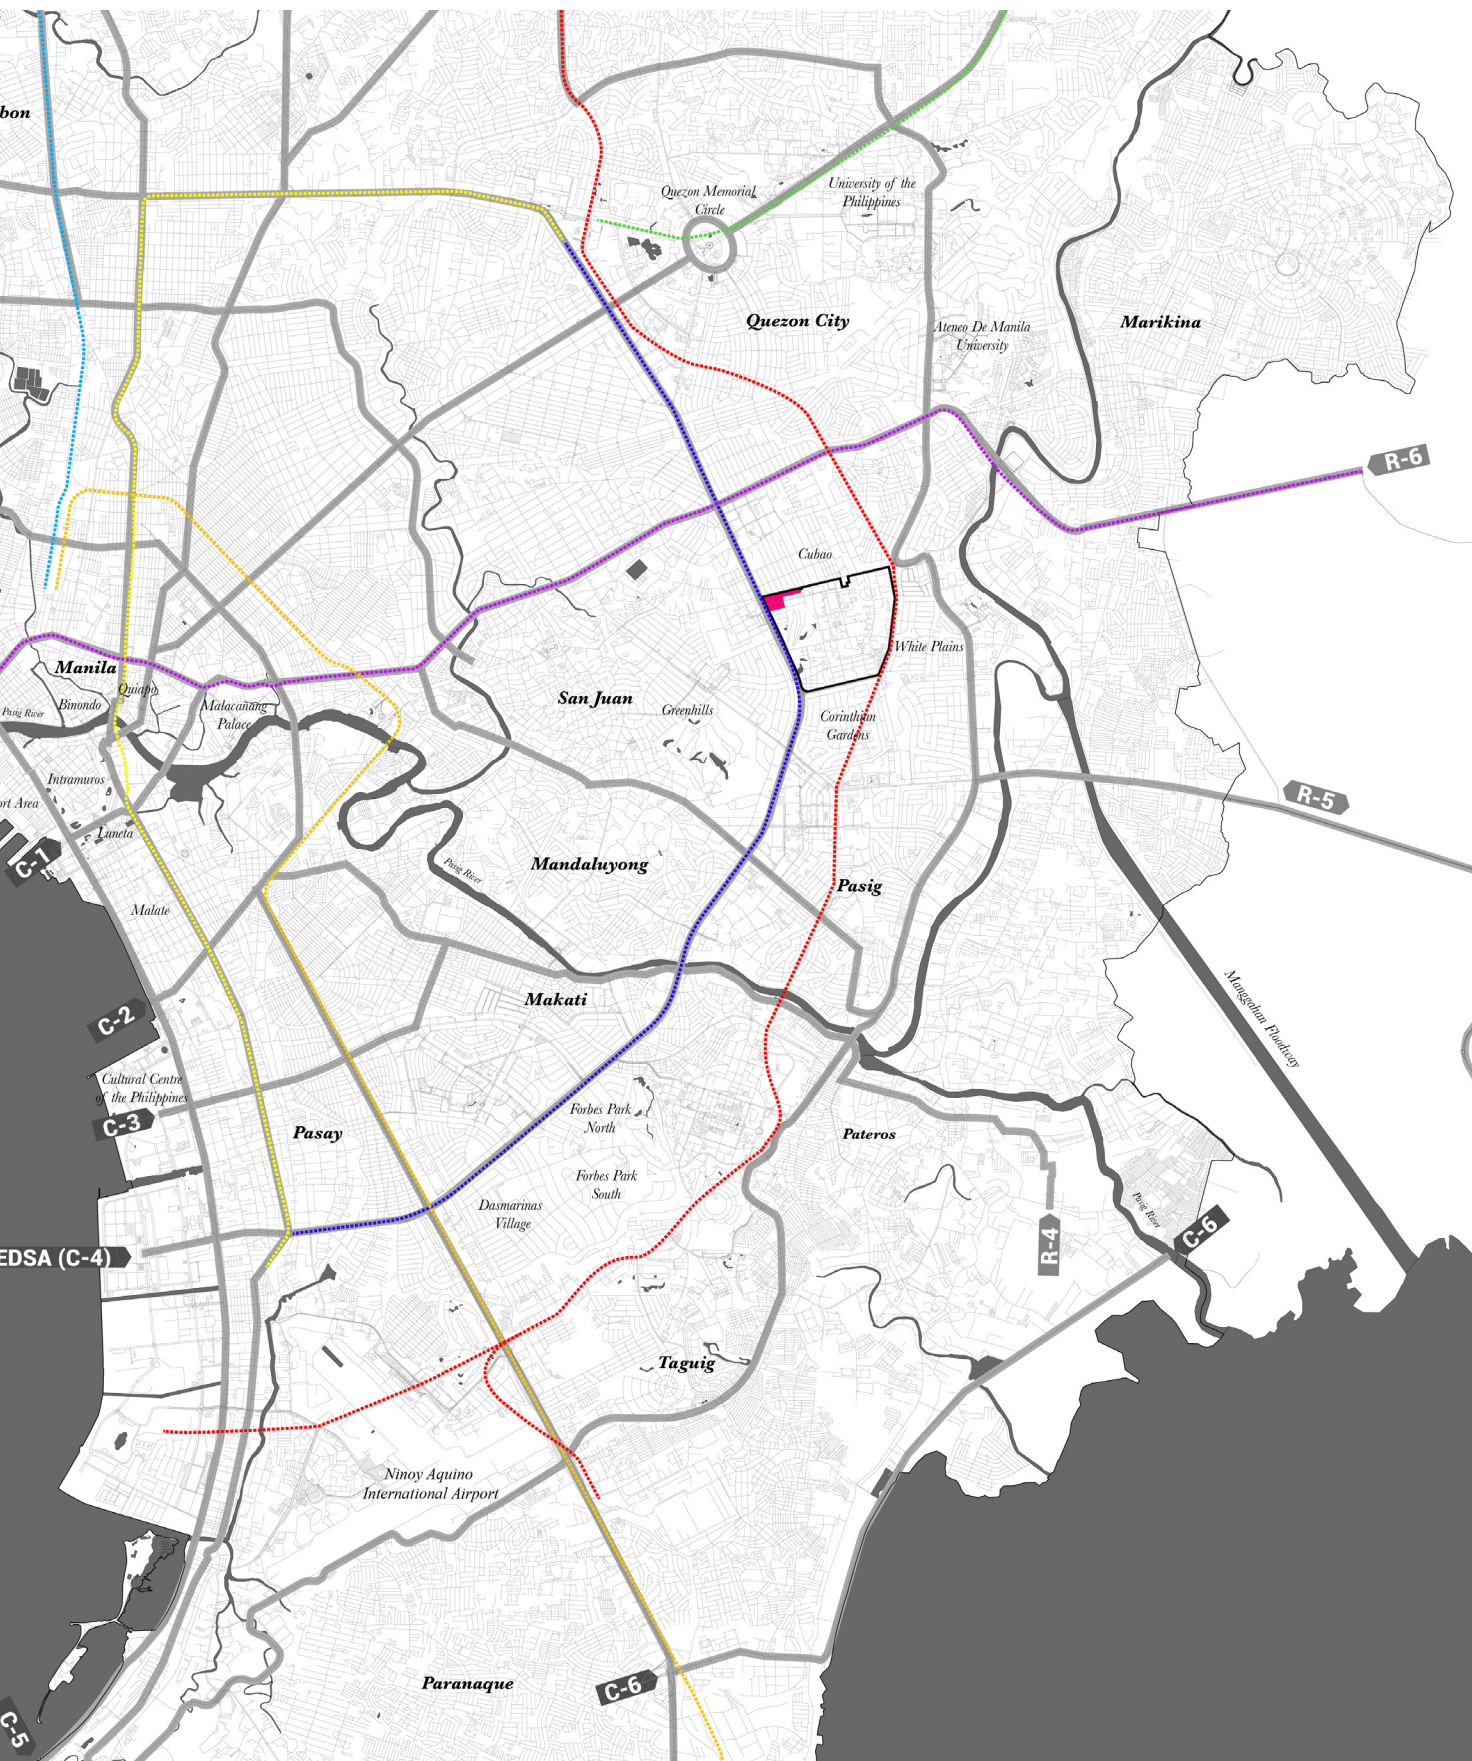 bon
Quezon Memorial
Circle
University of the
Philippines
Quezon City
Ateneo De Manila
University
Marikina
R-6
Cubao
White Plains
Manila
Quiapo
Binondo
Pasig River
Malacanang
Palace
San Juan
Greenhills
Corinthian
Gardens
Intramuros
ort Area
Luneta
C-1
R-5
Mandaluyong
Pasig River
Pasig
Malate
Makati
C-2
Manggahan Floodway
Cultural Centre
of the Philippines
C-3
Pasay
Forbes Park
North
Pateros
Forbes Park
South
Dasmarinas
Village
Pasig River
C-6
R-4
EDSA (C-4)
Taguig
Ninoy Aquino
International Airport
Paranaque
C-6
C-5